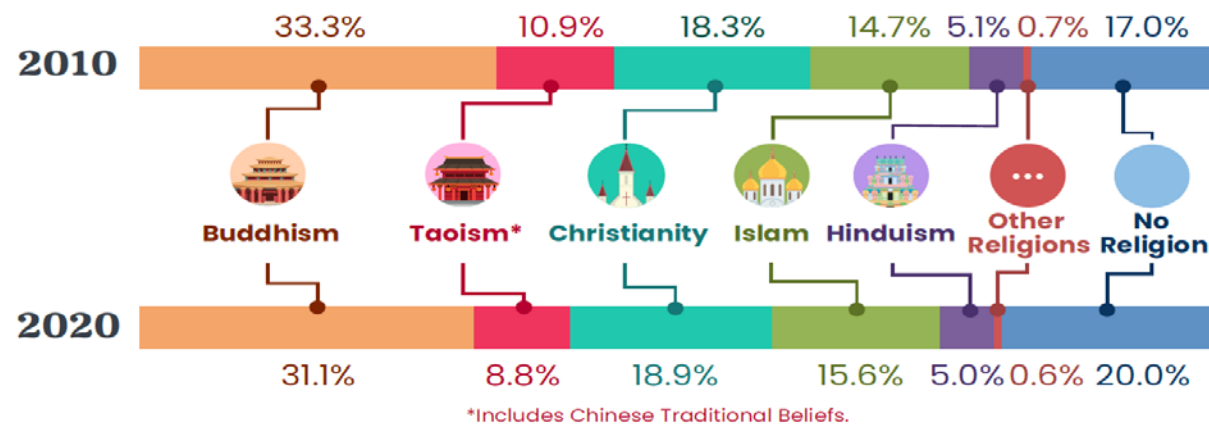 33.3% 10.9% 18.3% 14.7% 5.1% 0.7% 17.0%
2010
Buddhism Taoism* Christianity Islam Hinduism Other Religions No Religion
2020
31.1% 8.8% 18.9% 15.6% 5.0% 0.6% 20.0%
*Includes Chinese Traditional Beliefs.